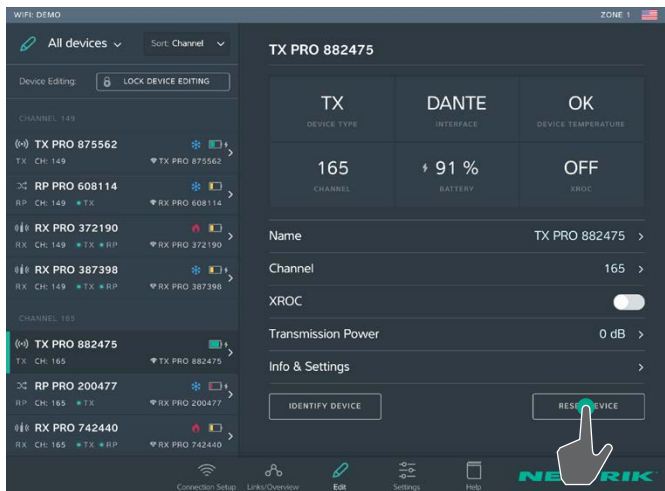 WIFI: DEMO
ZONE 1
All devices
Sort: Channel
Device Editing:
LOCK DEVICE EDITING
CHANNEL 149
TX PRO 875562
TX CH: 149 TX PRO 875562
RP PRO 608114
RP CH: 149 TX RX PRO 608114
RX PRO 372190
RX CH: 149 TX RP RX PRO 372190
RX PRO 387398
RX CH: 149 TX RP RX PRO 387398
CHANNEL 165
TX PRO 882475
TX CH: 165 TX PRO 882475
RP PRO 200477
RP CH: 165 TX RX PRO 200477
RX PRO 742440
RX CH: 165 TX RP RX PRO 742440
TX PRO 882475
TX DANTE OK
DEVICE TYPE INTERFACE DEVICE TEMPERATURE
165 91 % OFF
CHANNEL BATTERY XROC
Name TX PRO 882475
Channel 165
XROC
Transmission Power 0 dB
Info & Settings
IDENTIFY DEVICE
Connection Setup Links/Overview Edit Settings Help